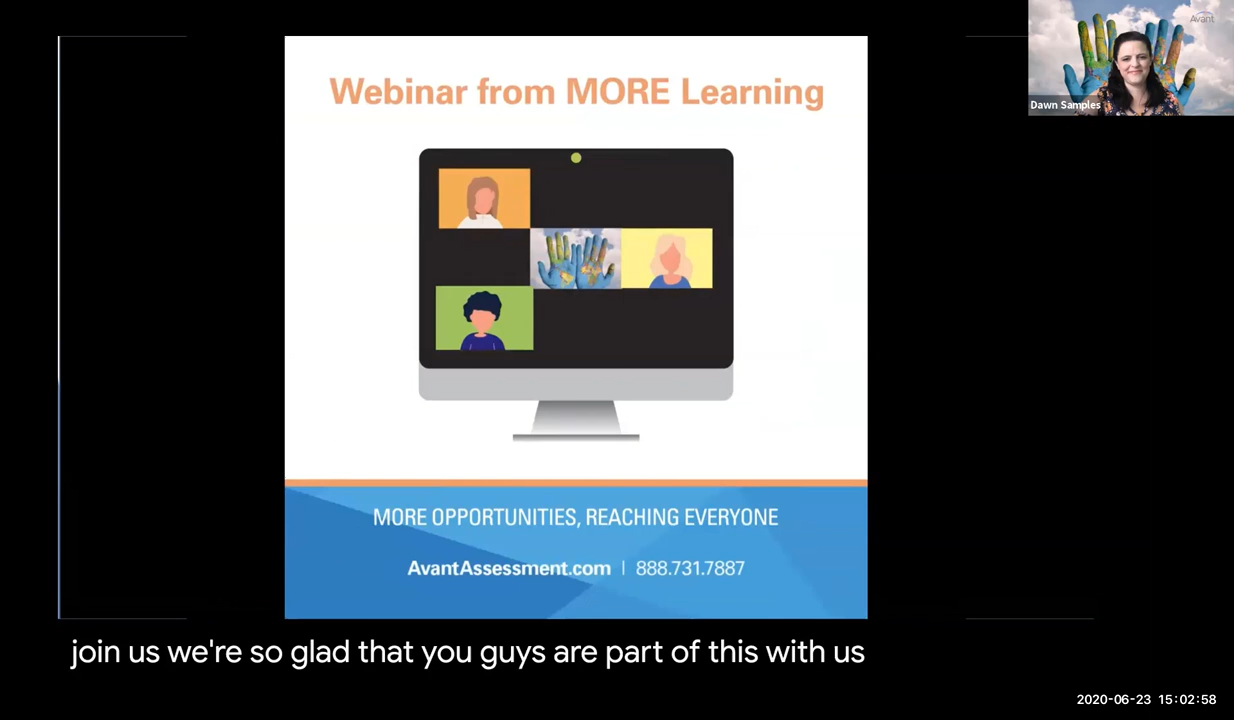 Avant
Dawn Samples
Webinar from MORE Learning
MORE OPPORTUNITIES, REACHING EVERYONE
AvantAssessment.com | 888.731.7887
join us we're so glad that you guys are part of this with us
2020-06-23 15:02:58